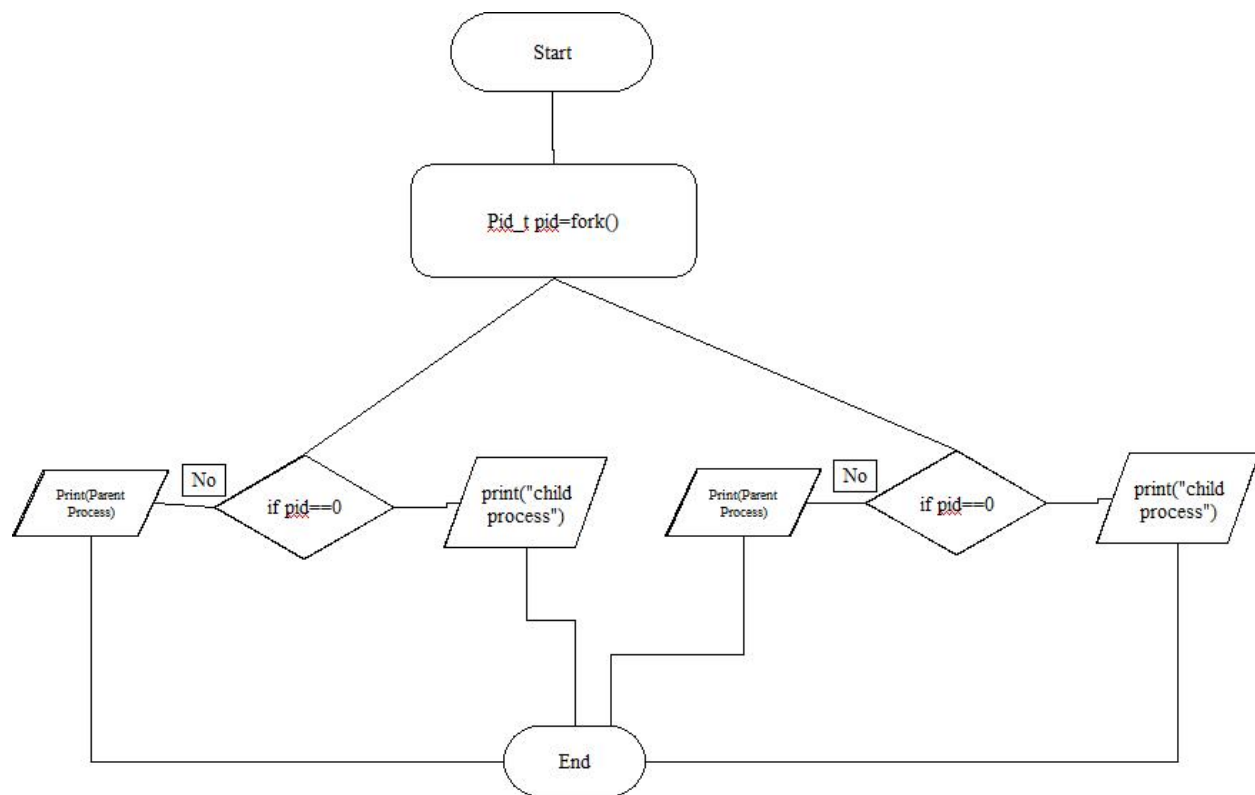 Start
Pid_t pid=fork()
Print(Parent
Process)
No
if pid==0
print("child
process")
Print(Parent
Process)
No
if pid==0
print("child
process")
End